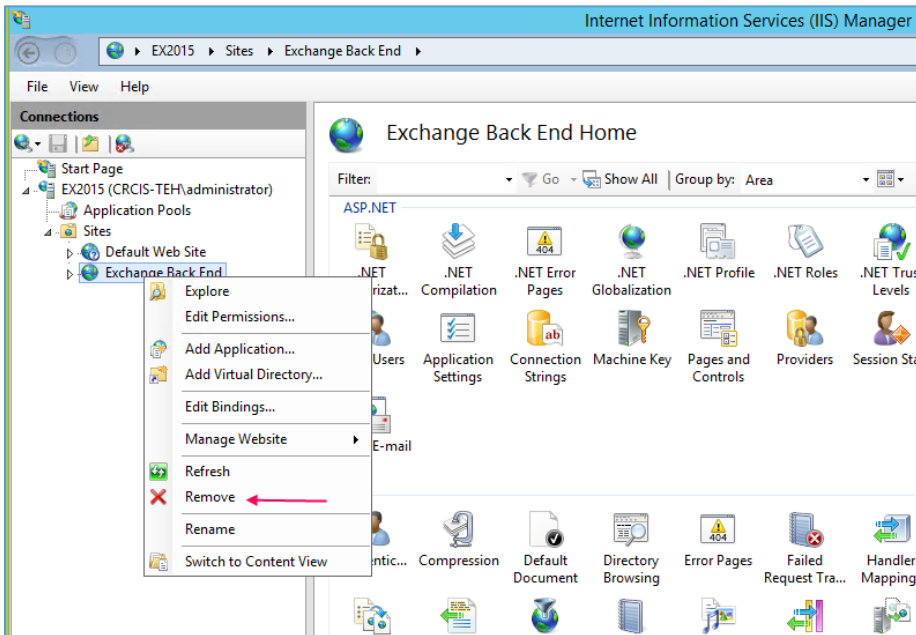 Internet Information Services (IIS) Manager
EX2015 Sites Exchange Back End
File View Help
Connections
Start Page
EX2015 (CRCIS-TEH\administrator)
Application Pools
Sites
Default Web Site
Exchange Back End
Explore
Edit Permissions...
Add Application...
Add Virtual Directory...
Edit Bindings...
Manage Website
Refresh
Remove
Rename
Switch to Content View
Exchange Back End Home
Filter: Go Show All Group by: Area
ASP.NET
.NET .NET .NET Error .NET .NET Profile .NET Roles .NET Trus
rizat... Compilation Pages Globalization Levels
Users Application Connection Machine Key Pages and Providers Session Sta
Settings Strings Controls
E-mail
entic... Compression Default Directory Error Pages Failed Handler
Document Browsing Request Tra... Mapping